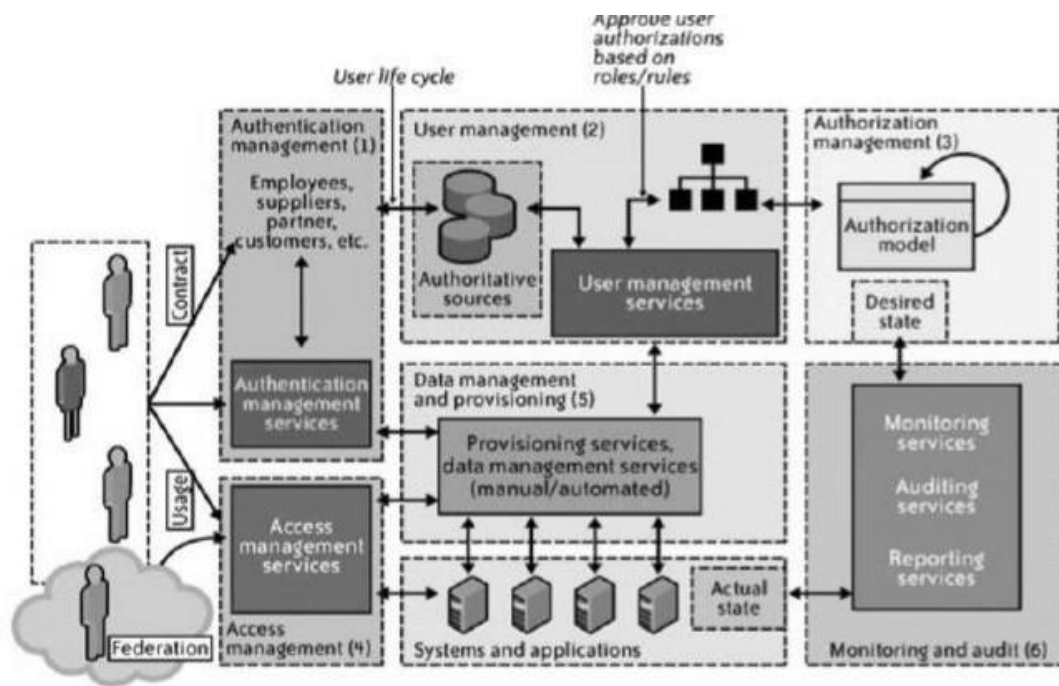 Approve user
authorizations
based on
roles/rules
User life cycle
Authentication
management (1)
Employees,
suppliers,
partner,
customers, etc.
Authentication
management
services
User management (2)
Authoritative
sources
User management
services
Authorization
management (3)
Authorization
model
Desired
state
Contract
Usage
Federation
Data management
and provisioning (5)
Provisioning services,
data management services
(manual/automated)
Access
management
services
Access
management (4)
Systems and applications
Actual
state
Monitoring
services
Auditing
services
Reporting
services
Monitoring and audit (6)